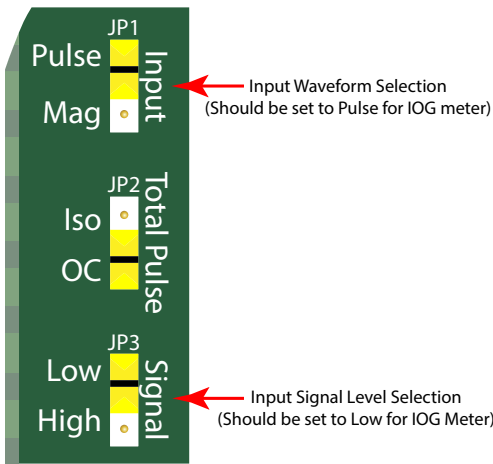 JP1
Pulse
Mag
Input
Input Waveform Selection
(Should be set to Pulse for IOG meter)
JP2
Iso
OC
Total Pulse
JP3
Low
High
Signal
Input Signal Level Selection
(Should be set to Low for IOG Meter)